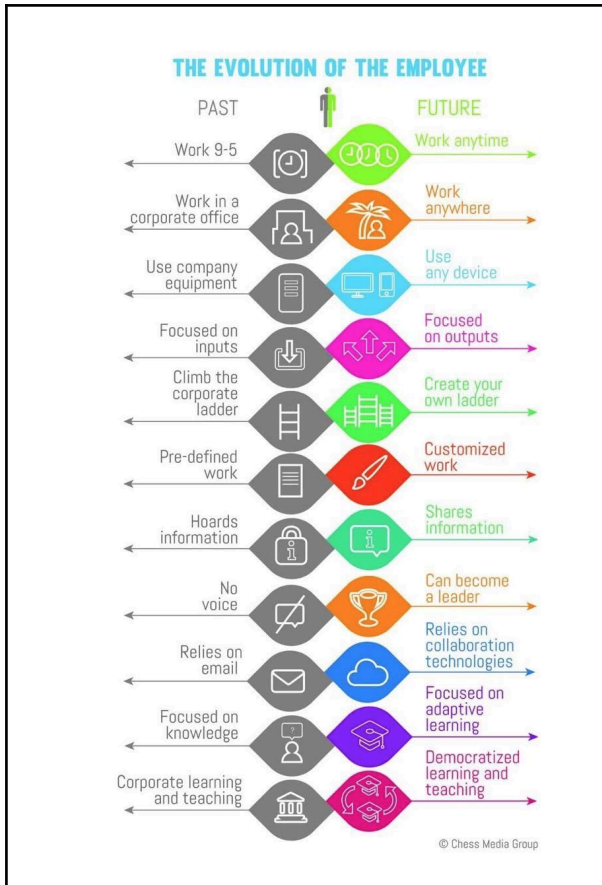 THE EVOLUTION OF THE EMPLOYEE
PAST
FUTURE
Work 9-5
Work anytime
Work in a
corporate office
Work
anywhere
Use company
equipment
Use
any device
Focused on
inputs
Focused
on outputs
Climb the
corporate
ladder
Create your
own ladder
Pre-defined
work
Customized
work
Hoards
information
i
i
Shares
information
No
voice
Can become
a leader
Relies on
email
Relies on
collaboration
technologies
Focused on
knowledge
?
Focused on
adaptive
learning
Corporate learning
and teaching
Democratized
learning and
teaching
© Chess Media Group